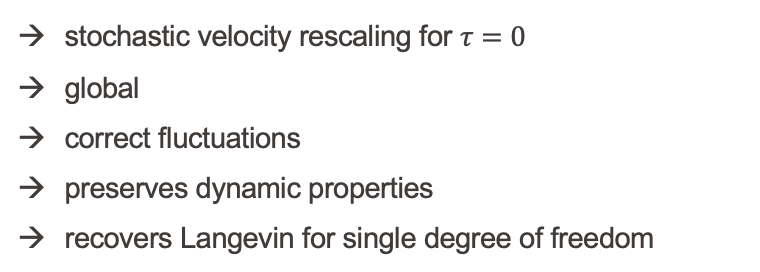 → stochastic velocity rescaling for τ = 0
→ global
→ correct fluctuations
→ preserves dynamic properties
→ recovers Langevin for single degree of freedom